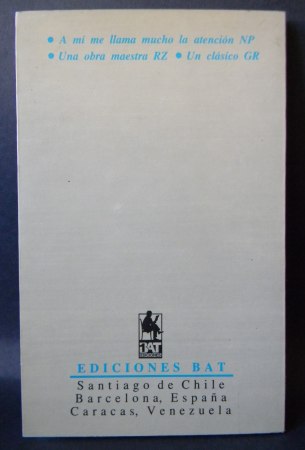 • A mí me llama mucho la atención NP
• Una obra maestra RZ • Un clásico GR
BAT
EDICIONES BAT
Santiago de Chile
Barcelona, España
Caracas, Venezuela